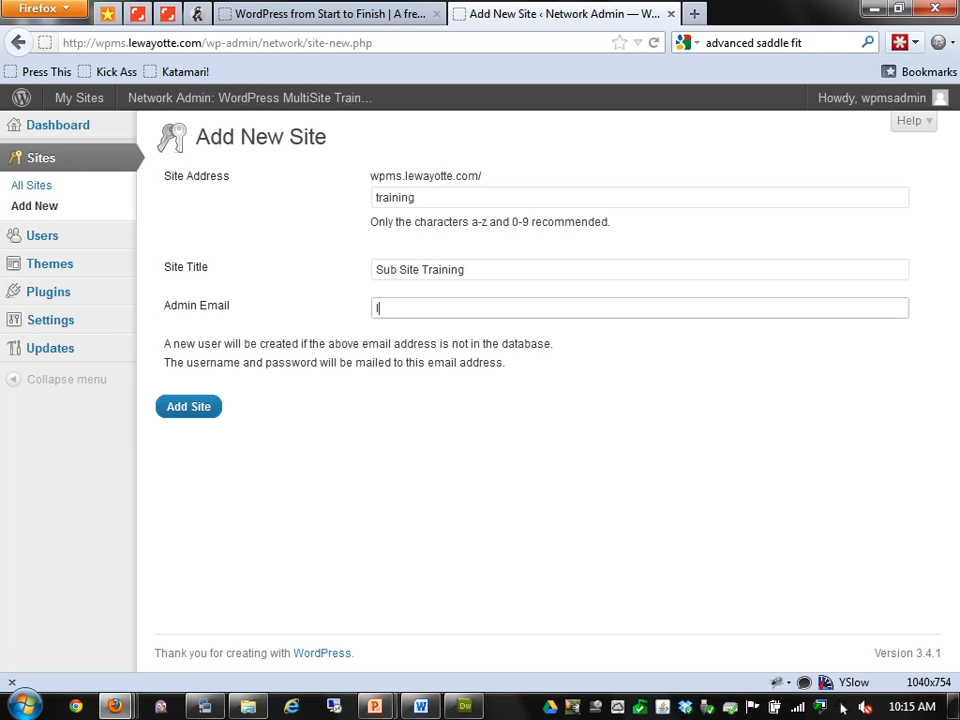 Firefox
WordPress from Start to Finish | A fre...
Add New Site ‹ Network Admin — W...
http://wpms.lewayotte.com/wp-admin/network/site-new.php
advanced saddle fit
Press This
Kick Ass
Katamari!
Bookmarks
My Sites
Network Admin: WordPress MultiSite Train...
Howdy, wpmsadmin
Help
Dashboard
Sites
All Sites
Add New
Users
Themes
Plugins
Settings
Updates
Collapse menu
Add New Site
Site Address
wpms.lewayotte.com/
training
Only the characters a-z and 0-9 recommended.
Site Title
Sub Site Training
Admin Email
l
A new user will be created if the above email address is not in the database.
The username and password will be mailed to this email address.
Add Site
Thank you for creating with WordPress.
Version 3.4.1
YSlow
1040x754
10:15 AM